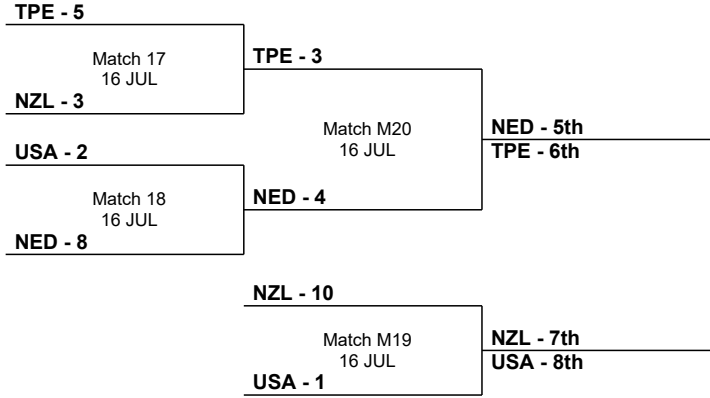 TPE - 5
Match 17
16 JUL
NZL - 3
TPE - 3
USA - 2
Match 18
16 JUL
NED - 8
NED - 4
Match M20
16 JUL
NED - 5th
TPE - 6th
NZL - 10
Match M19
16 JUL
USA - 1
NZL - 7th
USA - 8th